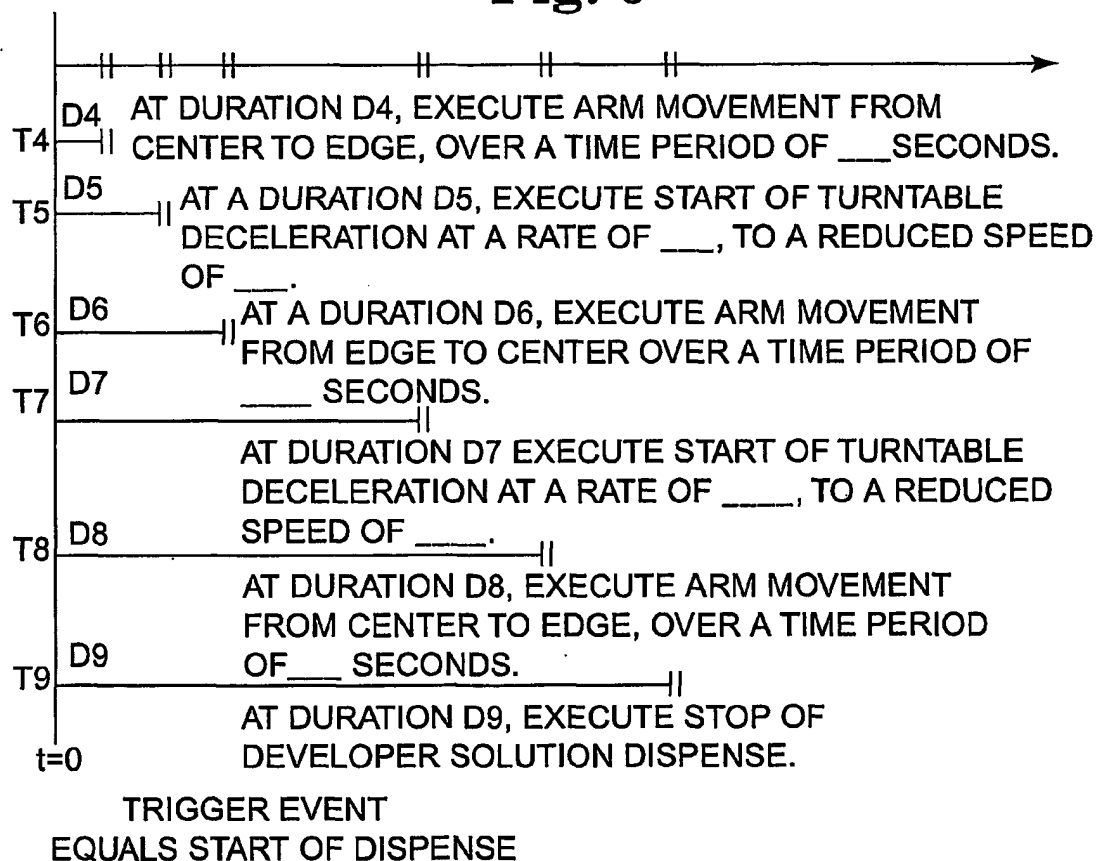 D4 AT DURATION D4, EXECUTE ARM MOVEMENT FROM
T4 CENTER TO EDGE, OVER A TIME PERIOD OF ___SECONDS.
D5 AT A DURATION D5, EXECUTE START OF TURNTABLE
T5 DECELERATION AT A RATE OF ___, TO A REDUCED SPEED
OF ___.
D6 AT A DURATION D6, EXECUTE ARM MOVEMENT
T6 FROM EDGE TO CENTER OVER A TIME PERIOD OF
D7 ____ SECONDS.
T7
AT DURATION D7 EXECUTE START OF TURNTABLE
DECELERATION AT A RATE OF ____, TO A REDUCED
D8 SPEED OF ____.
T8
AT DURATION D8, EXECUTE ARM MOVEMENT
FROM CENTER TO EDGE, OVER A TIME PERIOD
D9 OF___ SECONDS.
T9
AT DURATION D9, EXECUTE STOP OF
t=0 DEVELOPER SOLUTION DISPENSE.
TRIGGER EVENT
EQUALS START OF DISPENSE